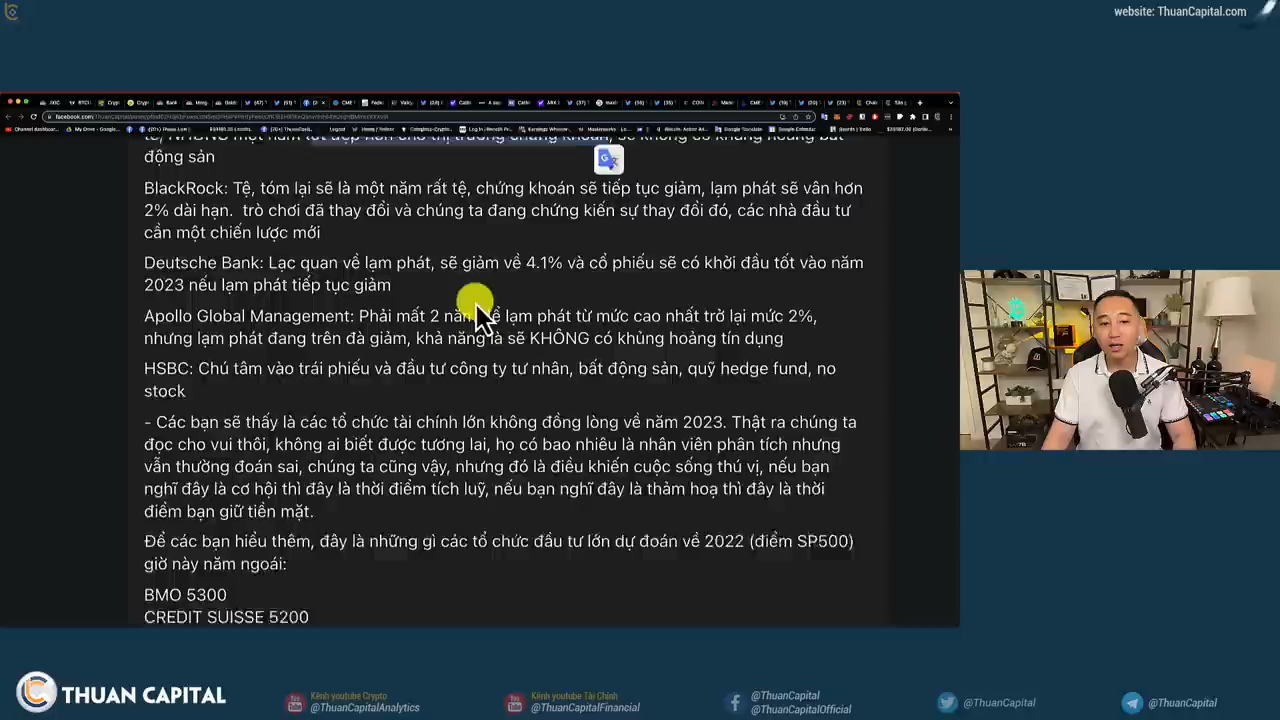 website: ThuanCapital.com
động sản
BlackRock: Tệ, tóm lại sẽ là một năm rất tệ, chứng khoán sẽ tiếp tục giảm, lạm phát sẽ vân hơn
2% dài hạn. trò chơi đã thay đổi và chúng ta đang chứng kiến sự thay đổi đó, các nhà đầu tư
cần một chiến lược mới
Deutsche Bank: Lạc quan về lạm phát, sẽ giảm về 4.1% và cổ phiếu sẽ có khởi đầu tốt vào năm
2023 nếu lạm phát tiếp tục giảm
Apollo Global Management: Phải mất 2 lạm phát từ mức cao nhất trở lại mức 2%,
nhưng lạm phát đang trên đà giảm, khả năng là sẽ KHÔNG có khủng hoảng tín dụng
HSBC: Chú tâm vào trái phiếu và đầu tư công ty tư nhân, bất động sản, quỹ hedge fund, no
stock
- Các bạn sẽ thấy là các tổ chức tài chính lớn không đồng lòng về năm 2023. Thật ra chúng ta
đọc cho vui thôi, không ai biết được tương lai, họ có bao nhiêu là nhân viên phân tích nhưng
vẫn thường đoán sai, chúng ta cũng vậy, nhưng đó là điều khiến cuộc sống thú vị, nếu bạn
nghĩ đây là cơ hội thì đây là thời điểm tích luỹ, nếu bạn nghĩ đây là thảm hoạ thì đây là thời
điểm bạn giữ tiền mặt.
Để các bạn hiểu thêm, đây là những gì các tổ chức đầu tư lớn dự đoán về 2022 (điểm SP500)
giờ này năm ngoái:
BMO 5300
CREDIT SUISSE 5200
THUAN CAPITAL
Kênh youtube Crypto
@ThuanCapitalAnalytics
Kênh youtube Tài Chính
@ThuanCapitalFinancial
@ThuanCapital
@ThuanCapitalOfficial
@ThuanCapital
@ThuanCapital